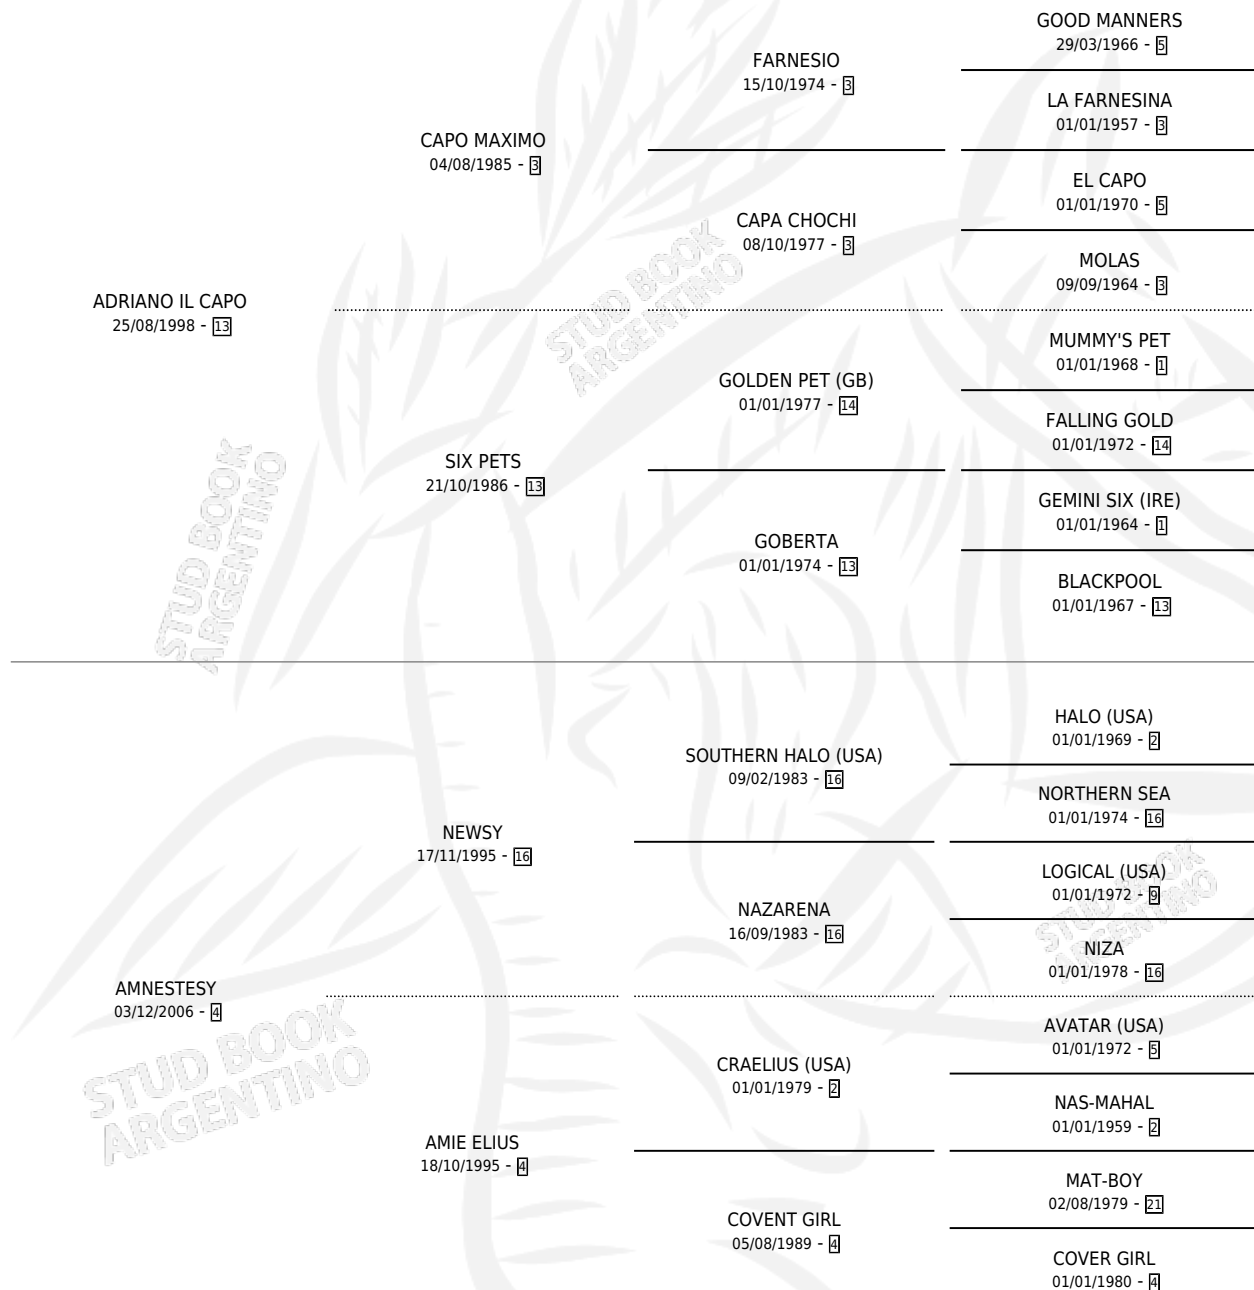 GOOD MANNERS
29/03/1966 - 5
FARNESIO
15/10/1974 - 3
LA FARNESINA
01/01/1957 - 3
CAPO MAXIMO
04/08/1985 - 3
EL CAPO
01/01/1970 - 5
CAPA CHOCHI
08/10/1977 - 3
MOLAS
09/09/1964 - 3
ADRIANO IL CAPO
25/08/1998 - 13
STUD BOOK
ARGENTINO
MUMMY'S PET
01/01/1968 - 1
GOLDEN PET (GB)
01/01/1977 - 14
FALLING GOLD
01/01/1972 - 14
SIX PETS
21/10/1986 - 13
GEMINI SIX (IRE)
01/01/1964 - 1
GOBERTA
01/01/1974 - 13
BLACKPOOL
01/01/1967 - 13
STUD BOOK
ARGENTINO
HALO (USA)
01/01/1969 - 2
SOUTHERN HALO (USA)
09/02/1983 - 16
NORTHERN SEA
01/01/1974 - 16
NEWSY
17/11/1995 - 16
LOGICAL (USA)
01/01/1972 - 9
NAZARENA
16/09/1983 - 16
NIZA
01/01/1978 - 16
STUD BOOK
ARGENTINO
AMNESTESY
03/12/2006 - 4
AVATAR (USA)
01/01/1972 - 5
CRAELIUS (USA)
01/01/1979 - 2
NAS-MAHAL
01/01/1959 - 2
STUD BOOK
ARGENTINO
AMIE ELIUS
18/10/1995 - 4
MAT-BOY
02/08/1979 - 21
COVENT GIRL
05/08/1989 - 4
COVER GIRL
01/01/1980 - 4